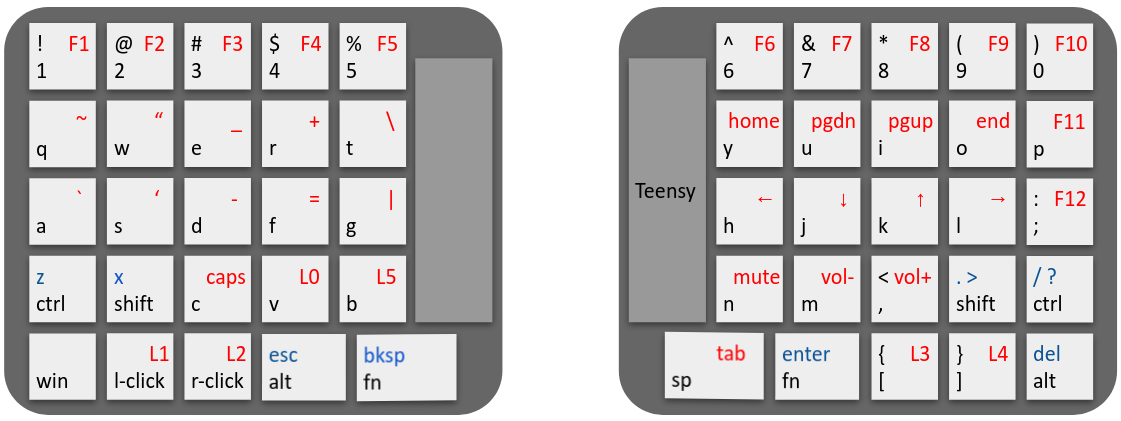 ! F1 @ F2 # F3 $ F4 % F5
1 2 3 4 5
~ “ _ + \
q w e r t
` ‘ - = |
a s d f g
z x caps L0 L5
ctrl shift c v b
L1 L2 esc bksp
win l-click r-click alt fn
^ F6 & F7 * F8 ( F9 ) F10
6 7 8 9 0
home pgdn pgup end F11
y u i o p
Teensy
← ↓ ↑ → : F12
h j k l ;
mute vol- < vol+ . > / ?
n m , shift ctrl
tab enter { L3 } L4 del
sp fn [ ] alt